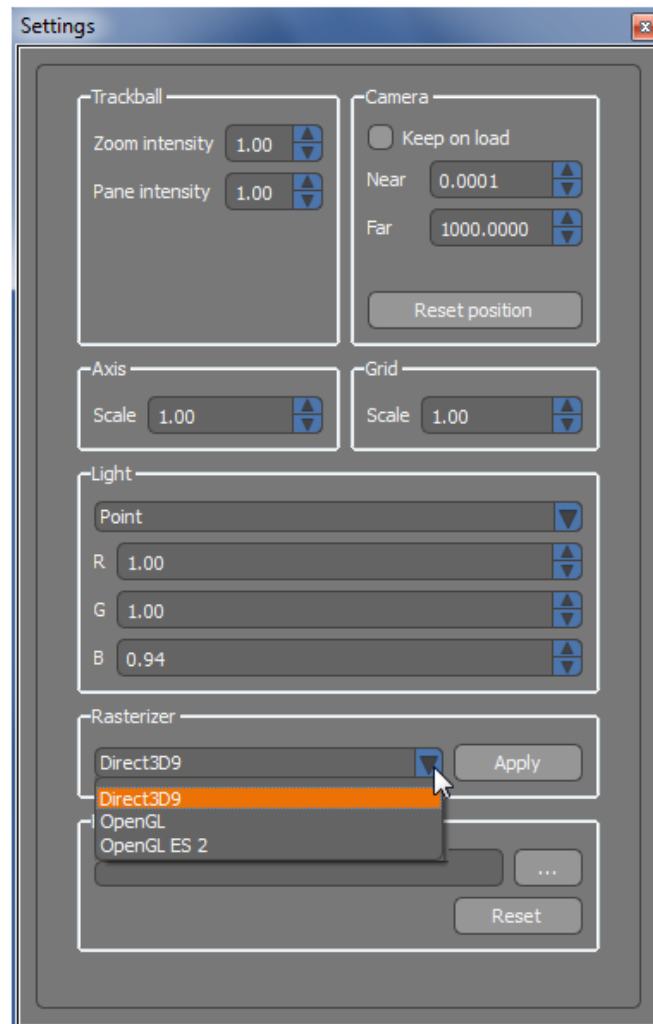 Settings
Trackball
Zoom intensity 1.00
Pane intensity 1.00
Camera
Keep on load
Near 0.0001
Far 1000.0000
Reset position
Axis
Scale 1.00
Grid
Scale 1.00
Light
Point
R 1.00
G 1.00
B 0.94
Rasterizer
Direct3D9
Apply
Direct3D9
OpenGL
OpenGL ES 2
...
Reset